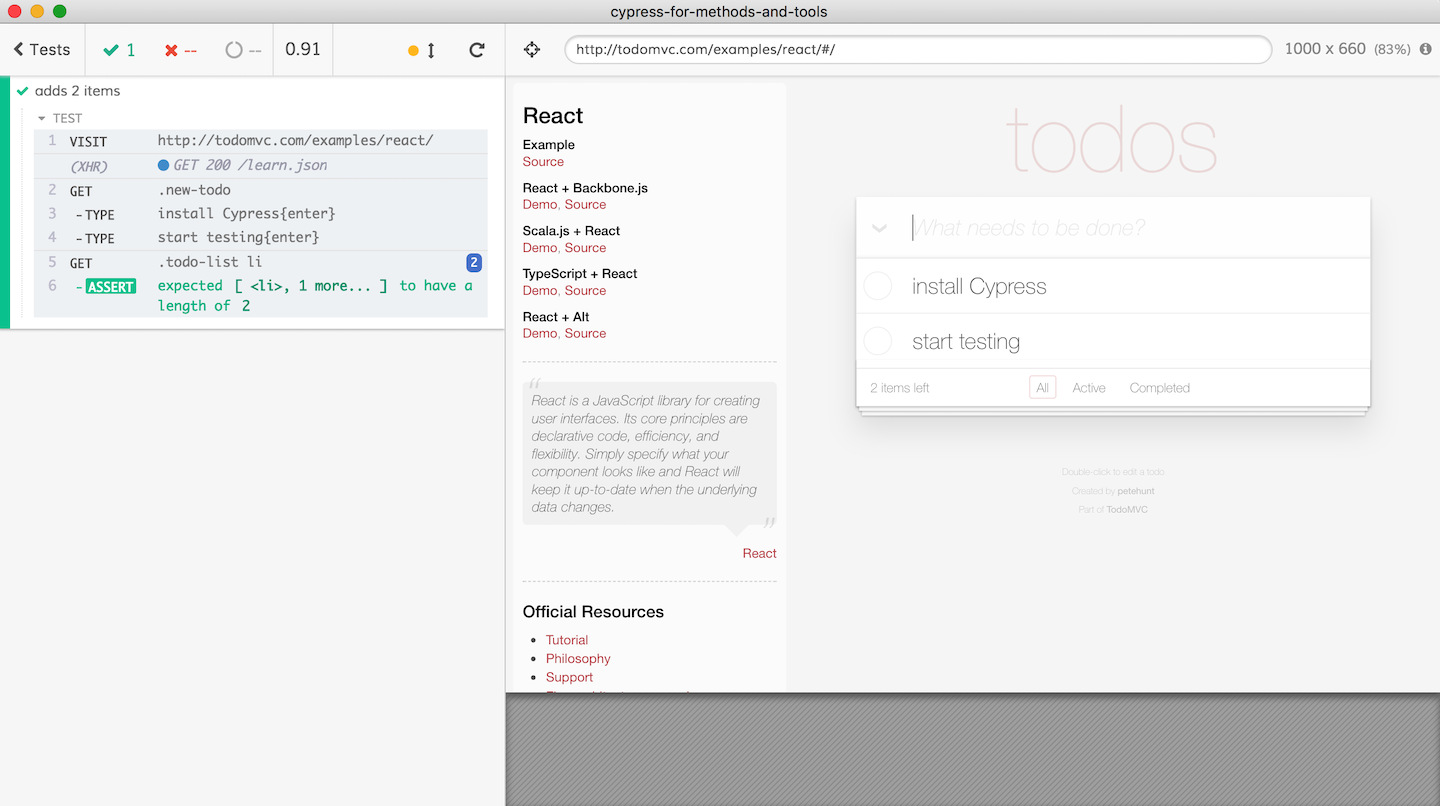 cypress-for-methods-and-tools
Tests
1
--
--
0.91
http://todomvc.com/examples/react/#/
1000 x 660 (83%)
adds 2 items
TEST
1 VISIT http://todomvc.com/examples/react/
(XHR) GET 200 /learn.json
2 GET .new-todo
3 -TYPE install Cypress{enter}
4 -TYPE start testing{enter}
5 GET .todo-list li 2
6 -ASSERT expected [ <li>, 1 more... ] to have a
length of 2
React
Example
Source
React + Backbone.js
Demo, Source
Scala.js + React
Demo, Source
TypeScript + React
Demo, Source
React + Alt
Demo, Source
“
React is a JavaScript library for creating
user interfaces. Its core principles are
declarative code, efficiency, and
flexibility. Simply specify what your
component looks like and React will
keep it up-to-date when the underlying
data changes.
”
React
Official Resources
Tutorial
Philosophy
Support
todos
What needs to be done?
install Cypress
start testing
2 items left All Active Completed
Double-click to edit a todo
Created by petehunt
Part of TodoMVC